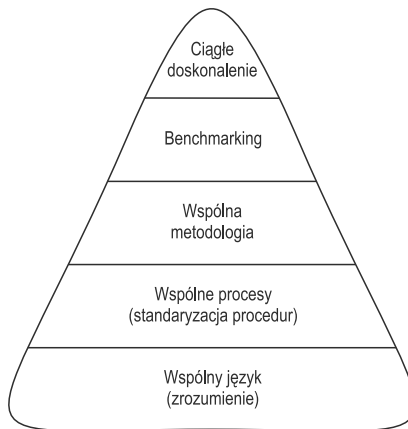 Ciągłe
doskonalenie
Benchmarking
Wspólna
metodologia
Wspólne procesy
(standaryzacja procedur)
Wspólny język
(zrozumienie)